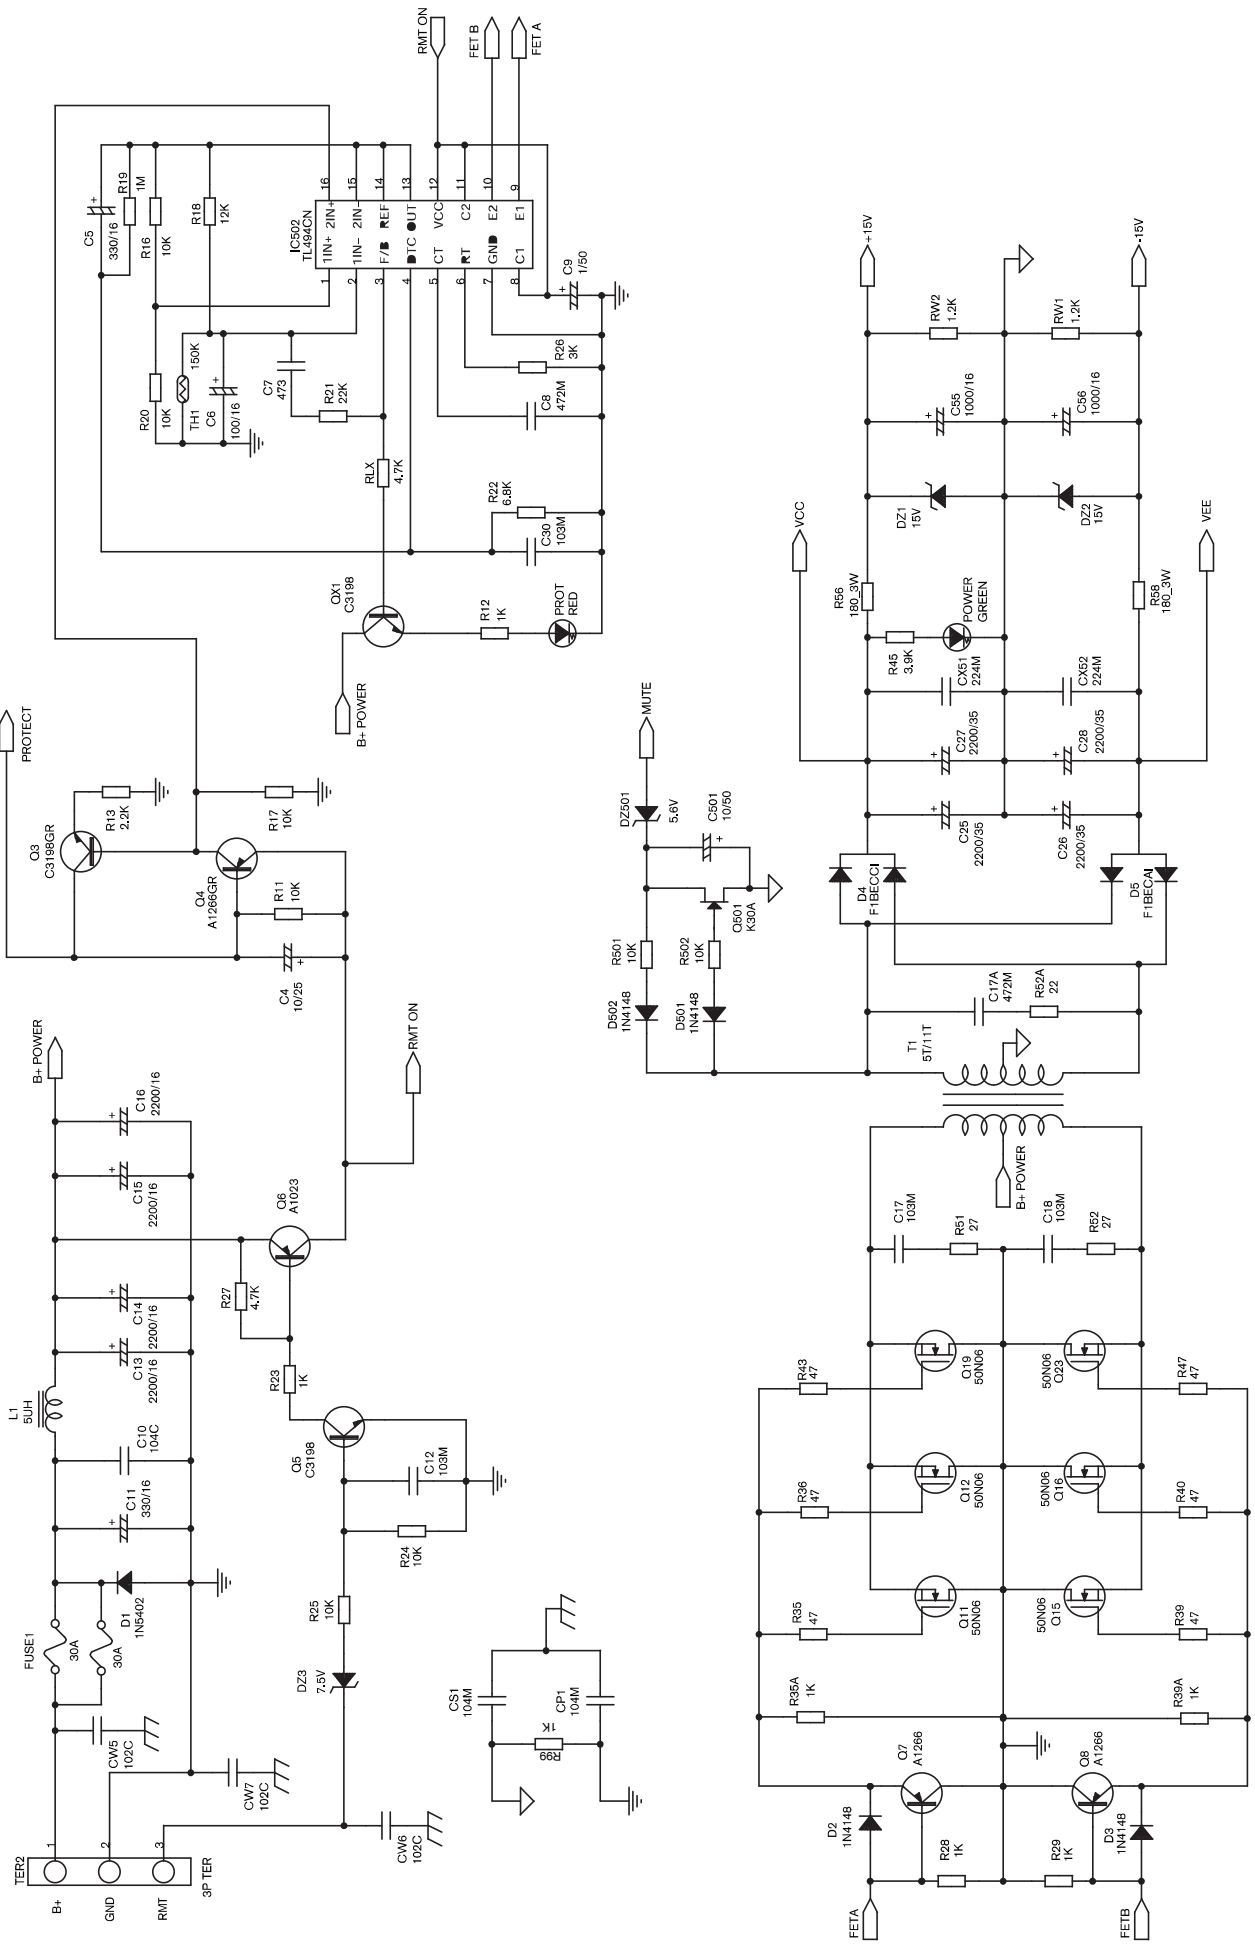 TER2
3P TER
B+
GND
RMT
1
2
3
CW5
102C
CW7
102C
CW6
102C
FUSE1
30A
30A
D1
1N5402
C11
330/16
C10
104C
L1
5UH
C13
2200/16
C14
2200/16
C15
2200/16
C16
2200/16
B+ POWER
DZ3
7.5V
R25
10K
R24
10K
C12
103M
Q5
C3198
R23
1K
R27
4.7K
Q6
A1023
RMT ON
CS1
104M
CP1
104M
R99
1K
C4
10/25
R11
10K
Q4
A1266GR
Q3
C3198GR
R13
2.2K
R17
10K
PROTECT
B+ POWER
QX1
C3198
R12
1K
PROT
RED
RLX
4.7K
R22
6.8K
C30
103M
C8
472M
R26
3K
C9
1/50
R21
22K
C7
473
R20
10K
TH1
150K
C6
100/16
C5
330/16
R19
1M
R16
10K
R18
12K
IC502
TL494CN
1IN+ 2IN+
1IN- 2IN-
F/B REF
DTC OUT
CT VCC
RT C2
GND E2
C1 E1
1
2
3
4
5
6
7
8
16
15
14
13
12
11
10
9
RMT ON
FET B
FET A
FETA
FETB
D2
1N4148
D3
1N4148
R28
1K
R29
1K
Q7
A1266
Q8
A1266
R35A
1K
R39A
1K
R35
47
R39
47
Q11
50N06
50N06
Q15
R36
47
R40
47
Q12
50N06
50N06
Q16
R43
47
R47
47
Q19
50N06
50N06
Q23
C17
103M
R51
27
C18
103M
R52
27
B+ POWER
T1
5T/11T
C17A
472M
R52A
22
D502
1N4148
D501
1N4148
R501
10K
R502
10K
Q501
K30A
C501
10/50
DZ501
5.6V
MUTE
D4
F1BECCI
D5
F1BECAI
C25
2200/35
C26
2200/35
C27
2200/35
C28
2200/35
CX51
224M
CX52
224M
R45
3.9K
POWER
GREEN
R56
180_3W
R58
180_3W
VCC
VEE
DZ1
15V
DZ2
15V
C55
1000/16
C56
1000/16
RW2
1.2K
RW1
1.2K
+15V
-15V